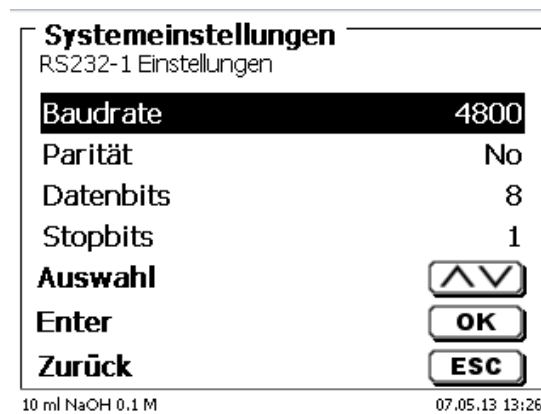 Systemeinstellungen
RS232-1 Einstellungen
Baudrate 4800
Parität No
Datenbits 8
Stopbits 1
Auswahl
Enter OK
Zurück ESC
10 ml NaOH 0.1 M 07.05.13 13:26